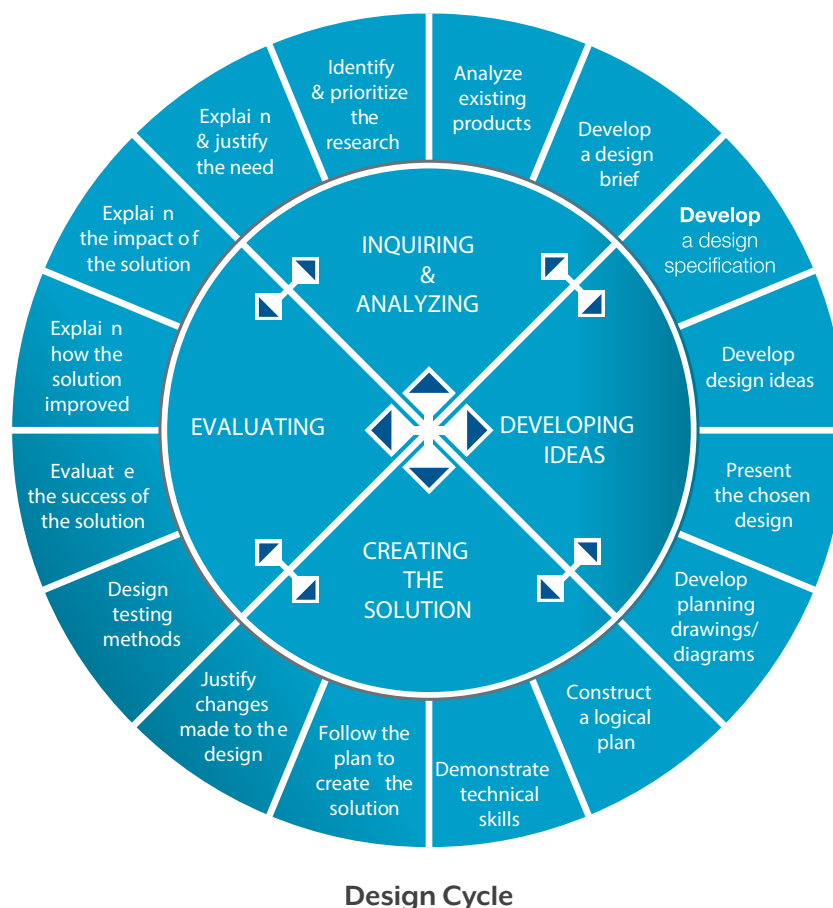 Identify
& prioritize
the
research
Analyze
existing
products
Develop
a design
brief
Develop
a design
specification
Develop
design ideas
Present
the chosen
design
Develop
planning
drawings/
diagrams
Construct
a logical
plan
Demonstrate
technical
skills
Follow the
plan to
create the
solution
Justify
changes
made to the
design
Design
testing
methods
Evaluat e
the success of
the solution
Explai n
how the
solution
improved
Explai n
the impact of
the solution
Explai n
& justify
the need
INQUIRING
&
ANALYZING
DEVELOPING
IDEAS
CREATING
THE
SOLUTION
EVALUATING
Design Cycle